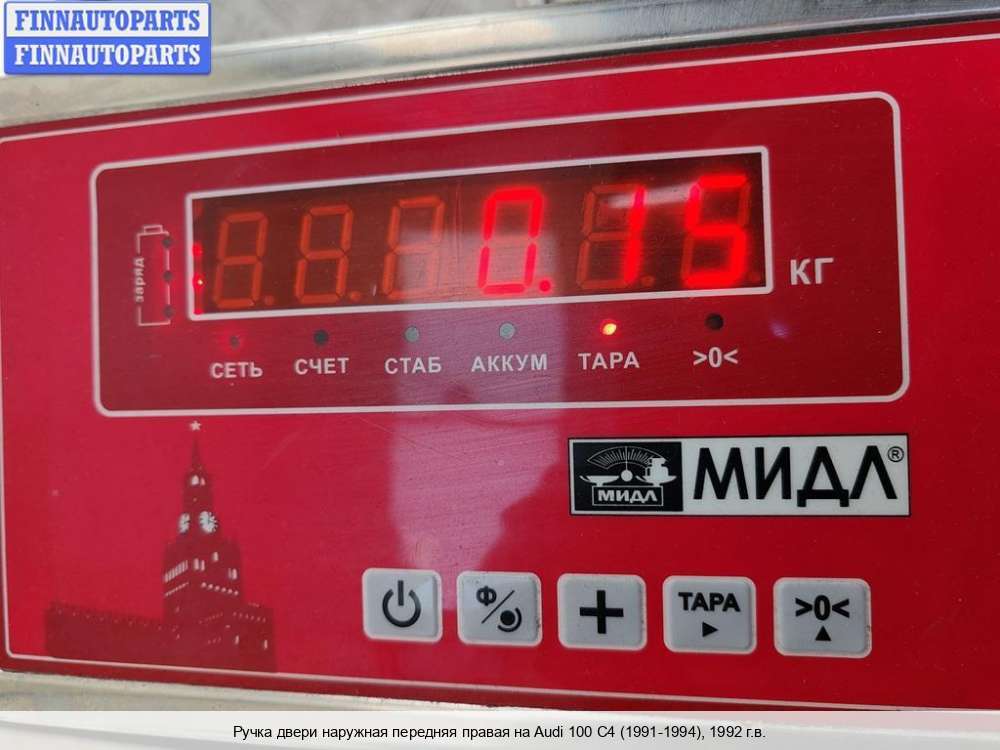 FINNAUTOPARTS
FINNAUTOPARTS
заряд
0.15
КГ
СЕТЬ СЧЕТ СТАБ АККУМ ТАРА >0<
МИДЛ
МИДЛ®
Ф/ + ТАРА >0<
Ручка двери наружная передняя правая на Audi 100 C4 (1991-1994), 1992 г.в.